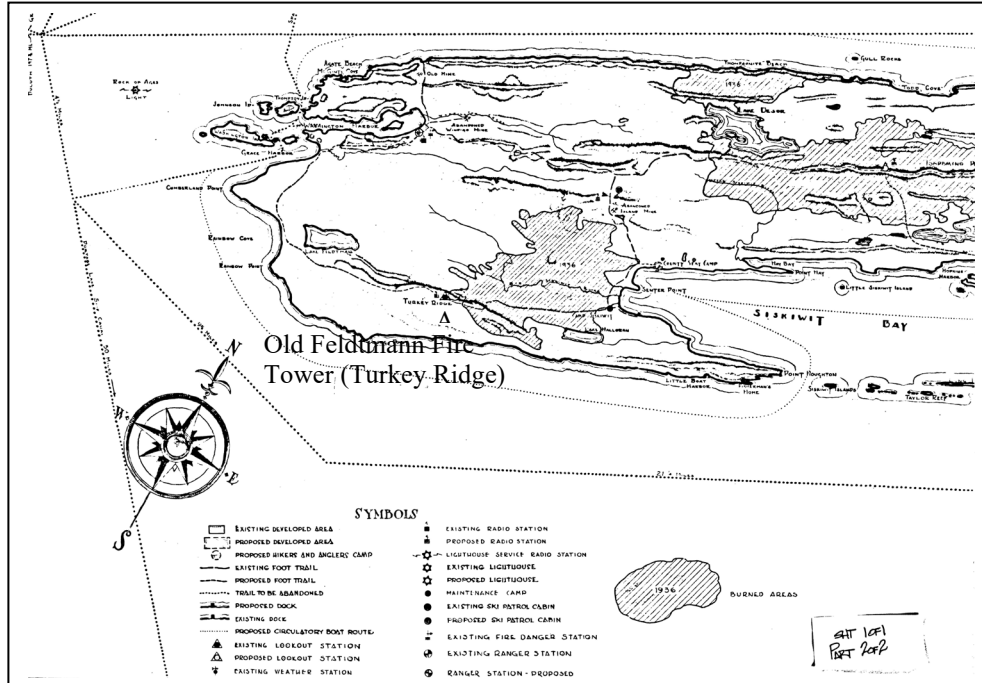 ROCK OF AGES
LIGHT
AGATE BEACH
OLD MINE
JOHNSON ISL.
WASHINGTON HARBOR
GRACE HARBOR
ABANDONED
WENDIGO MINE
CUMBERLAND POINT
RAINBOW COVE
RAINBOW POINT
LAKE FELDTMANN
TURKEY RIDGE
1936
LAKE HALLORAN
LITTLE BOAT
HARBOR
FISHERMAN'S
HOME
POINT HOUGHTON
SENTER POINT
COUNTY C.C.C. CAMP
ABANDONED
ISLAND MINE
HAY BAY
POINT HAY
LITTLE SISKIWIT ISLAND
SISKIWIT BAY
SISKIWIT ISLANDS
TAYLOR REEF
1936
LAKE DESOR
GULL ROCKS
TODD COVE
Old Feldtmann Fire
Tower (Turkey Ridge)
N
W
E
S
SYMBOLS
EXISTING DEVELOPED AREA
PROPOSED DEVELOPED AREA
PROPOSED HIKERS AND ANGLERS CAMP
EXISTING FOOT TRAIL
PROPOSED FOOT TRAIL
TRAIL TO BE ABANDONED
PROPOSED DOCK
EXISTING DOCK
PROPOSED CIRCULATORY BOAT ROUTE
EXISTING LOOKOUT STATION
PROPOSED LOOKOUT STATION
EXISTING WEATHER STATION
EXISTING RADIO STATION
PROPOSED RADIO STATION
LIGHTHOUSE SERVICE RADIO STATION
EXISTING LIGHTHOUSE
PROPOSED LIGHTHOUSE
MAINTENANCE CAMP
EXISTING SKI PATROL CABIN
PROPOSED SKI PATROL CABIN
EXISTING FIRE DANGER STATION
EXISTING RANGER STATION
RANGER STATION - PROPOSED
1936
BURNED AREAS
SHT 1 OF 1
PART 2 OF 2